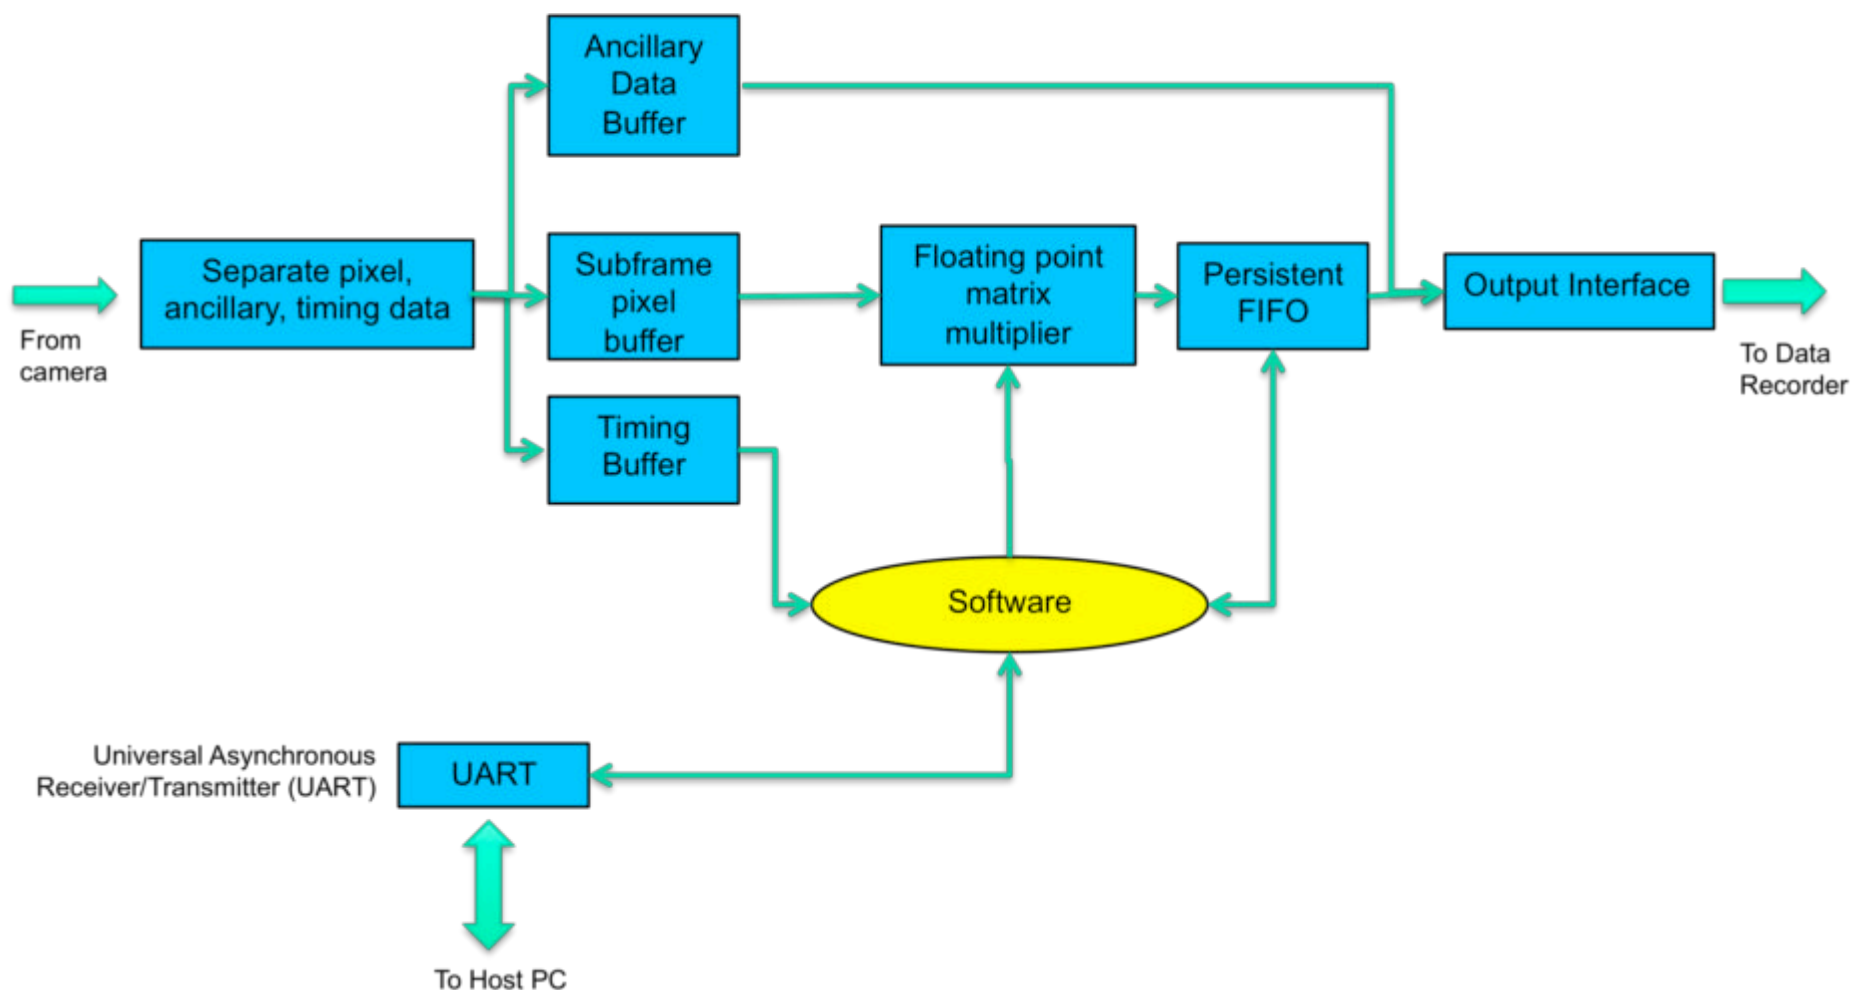 Ancillary
Data
Buffer
Separate pixel,
ancillary, timing data
From
camera
Subframe
pixel
buffer
Floating point
matrix
multiplier
Persistent
FIFO
Output Interface
To Data
Recorder
Timing
Buffer
Software
Universal Asynchronous
Receiver/Transmitter (UART)
UART
To Host PC